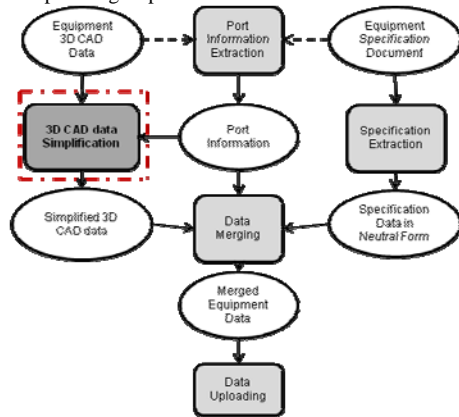 Equipment
3D CAD
Data
Port
Information
Extraction
Equipment
Specification
Document
3D CAD data
Simplification
Port
Information
Specification
Extraction
Simplified 3D
CAD data
Data
Merging
Specification
Data in
Neutral Form
Merged
Equipment
Data
Data
Uploading